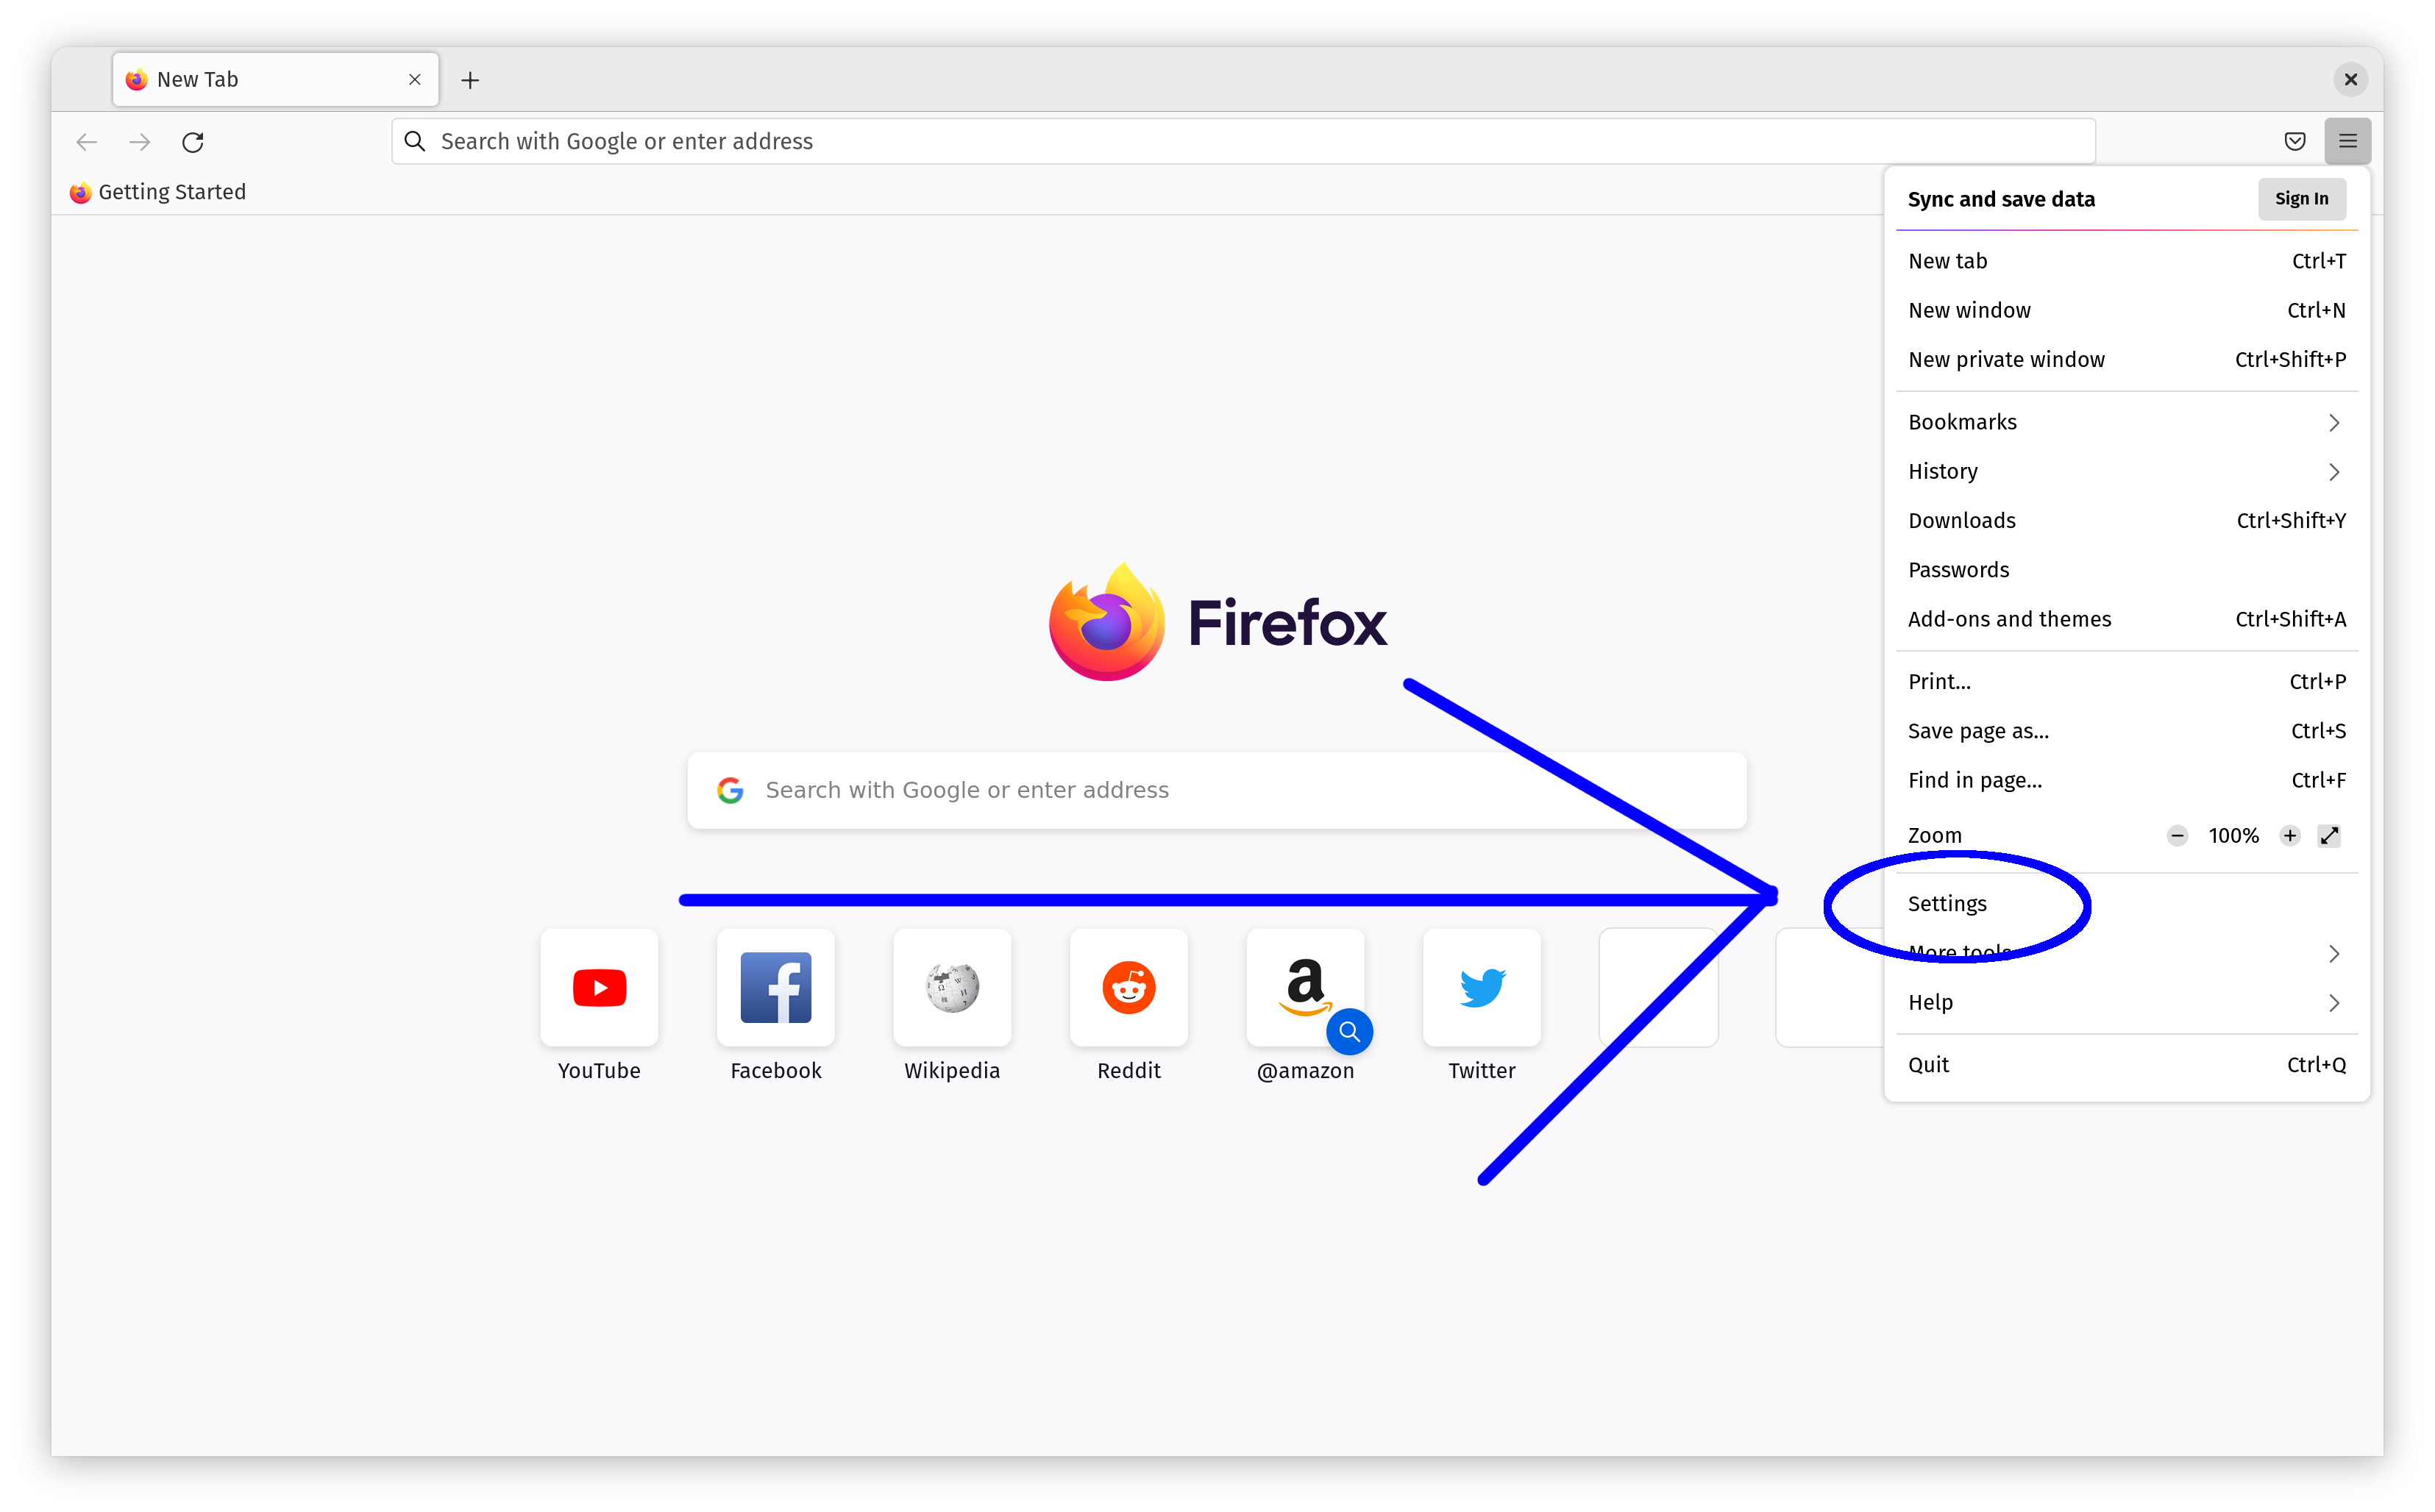 New Tab
Search with Google or enter address
Getting Started
Sync and save data Sign In
New tab Ctrl+T
New window Ctrl+N
New private window Ctrl+Shift+P
Bookmarks
History
Downloads Ctrl+Shift+Y
Passwords
Add-ons and themes Ctrl+Shift+A
Print... Ctrl+P
Save page as... Ctrl+S
Find in page... Ctrl+F
Zoom 100%
Settings
More tools
Help
Quit Ctrl+Q
Firefox
Search with Google or enter address
YouTube Facebook Wikipedia Reddit @amazon Twitter